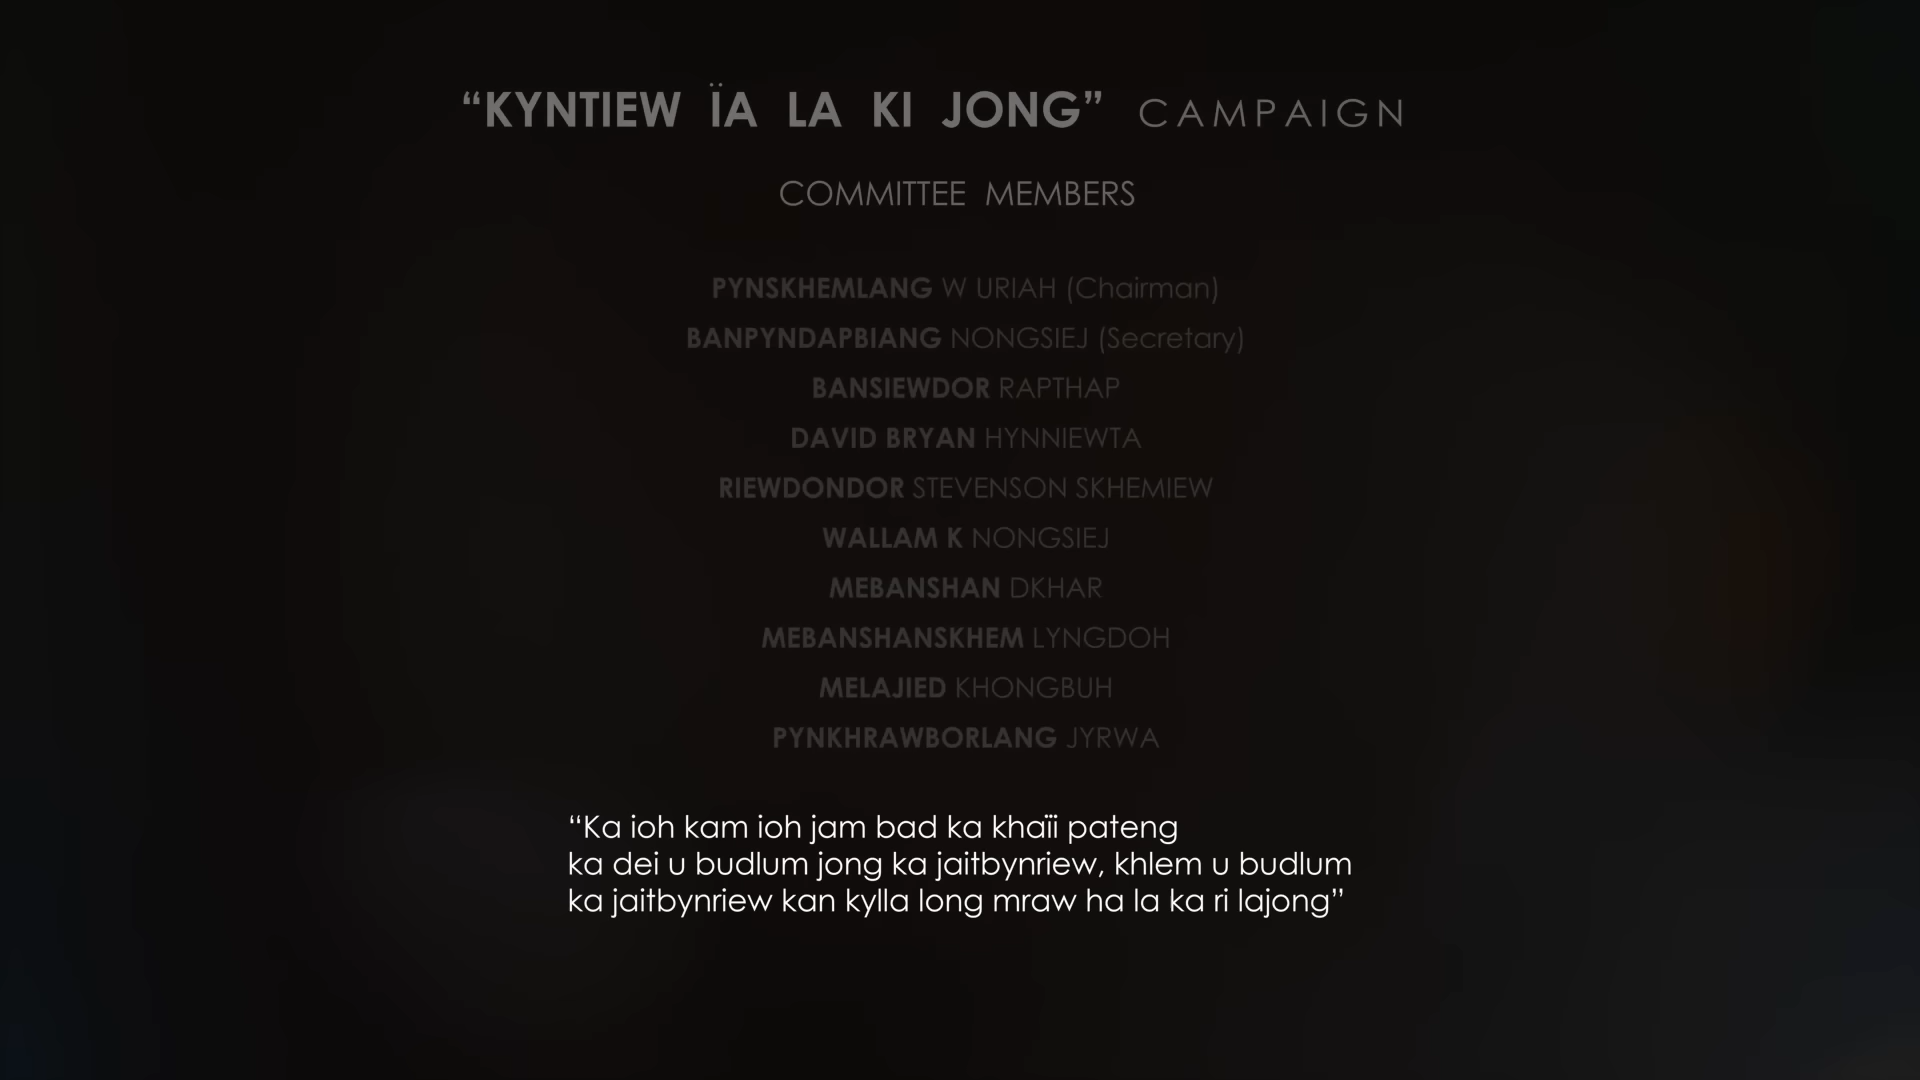 “KYNTIEW ÏA LA KI JONG” CAMPAIGN
COMMITTEE MEMBERS
PYNSKHEMLANG W URIAH (Chairman)
BANPYNDAPBIANG NONGSIEJ (Secretary)
BANSIEWDOR RAPTHAP
DAVID BRYAN HYNNIEWTA
RIEWDONDOR STEVENSON SKHEMIEW
WALLAM K NONGSIEJ
MEBANSHAN DKHAR
MEBANSHANSKHEM LYNGDOH
MELAJIED KHONGBUH
PYNKHRAWBORLANG JYRWA
“Ka ioh kam ioh jam bad ka khaïi pateng
ka dei u budlum jong ka jaitbynriew, khlem u budlum
ka jaitbynriew kan kylla long mraw ha la ka ri lajong”